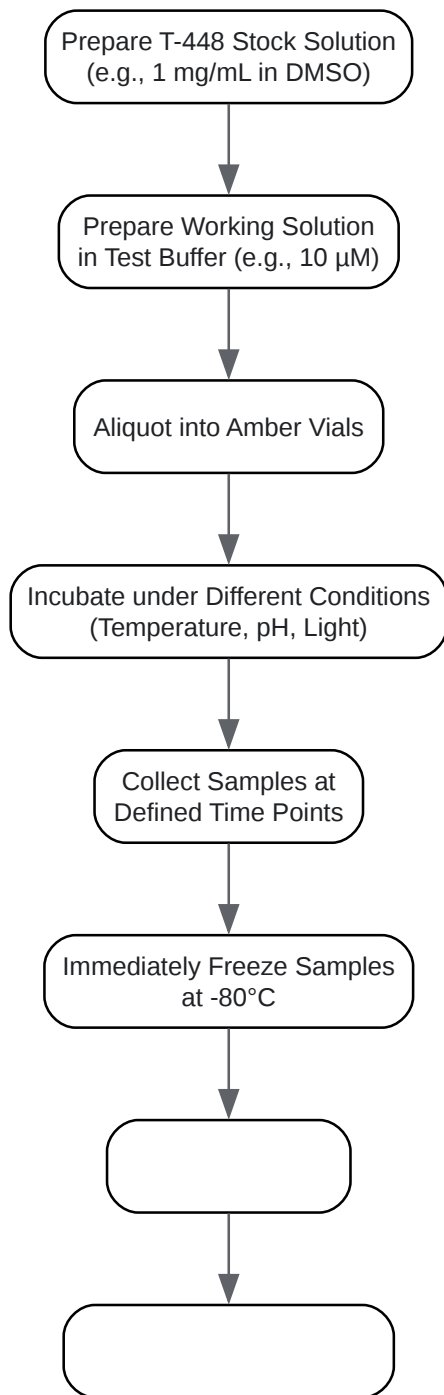 Prepare T-448 Stock Solution
(e.g., 1 mg/mL in DMSO)
Prepare Working Solution
in Test Buffer (e.g., 10 µM)
Aliquot into Amber Vials
Incubate under Different Conditions
(Temperature, pH, Light)
Collect Samples at
Defined Time Points
Immediately Freeze Samples
at -80°C